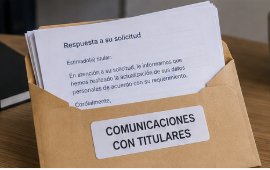 Respuesta a su solicitud
Estimado(a) titular:
En atención a su solicitud, le informamos que
hemos realizado la actualización de sus datos
personales de acuerdo con su requerimiento.
Cordialmente,
COMUNICACIONES
CON TITULARES